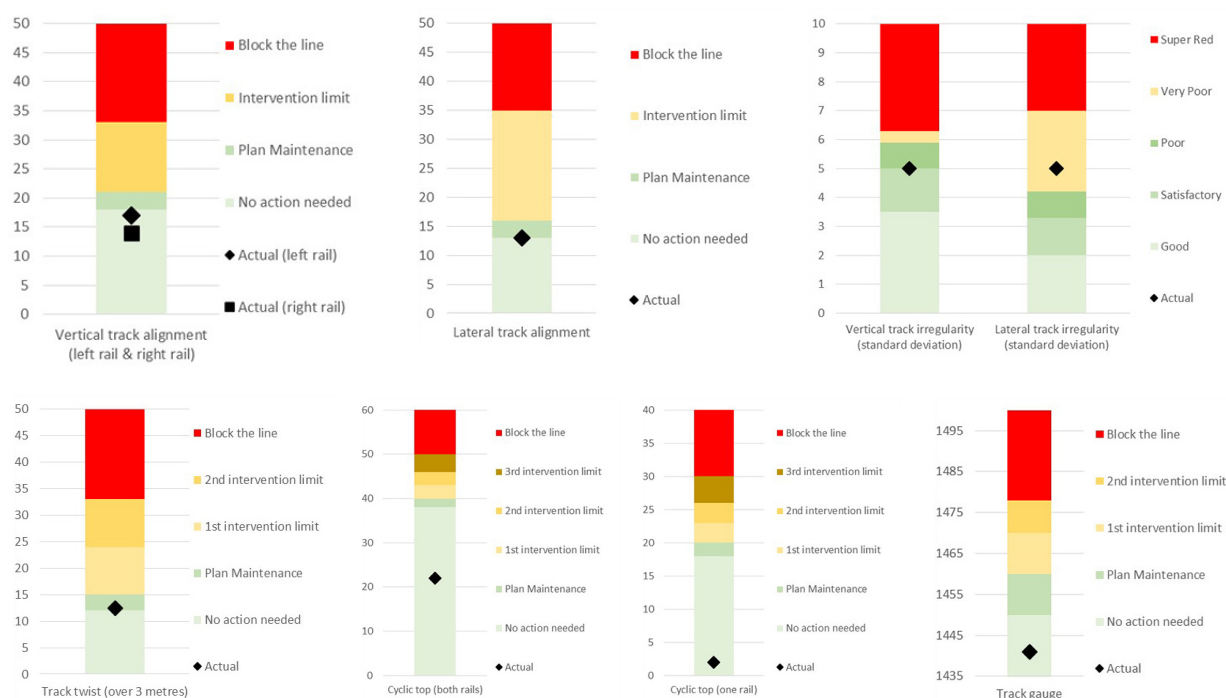 50
45
40
35
30
25
20
15
10
5
0
Block the line
Intervention limit
Plan Maintenance
No action needed
Actual (left rail)
Actual (right rail)
Vertical track alignment
(left rail & right rail)
50
45
40
35
30
25
20
15
10
5
0
Block the line
Intervention limit
Plan Maintenance
No action needed
Actual
Lateral track alignment
10
9
8
7
6
5
4
3
2
1
0
Super Red
Very Poor
Poor
Satisfactory
Good
Actual
Vertical track irregularity
(standard deviation)
Lateral track irregularity
(standard deviation)
50
45
40
35
30
25
20
15
10
5
0
Block the line
2nd intervention limit
1st intervention limit
Plan Maintenance
No action needed
Actual
Track twist (over 3 metres)
60
50
40
30
20
10
0
Block the line
3rd intervention limit
2nd intervention limit
1st intervention limit
Plan Maintenance
No action needed
Actual
Cyclic top (both rails)
40
35
30
25
20
15
10
5
0
Block the line
3rd intervention limit
2nd intervention limit
1st intervention limit
Plan Maintenance
No action needed
Actual
Cyclic top (one rail)
1495
1485
1475
1465
1455
1445
1435
Block the line
2nd intervention limit
1st intervention limit
Plan Maintenance
No action needed
Actual
Track gauge